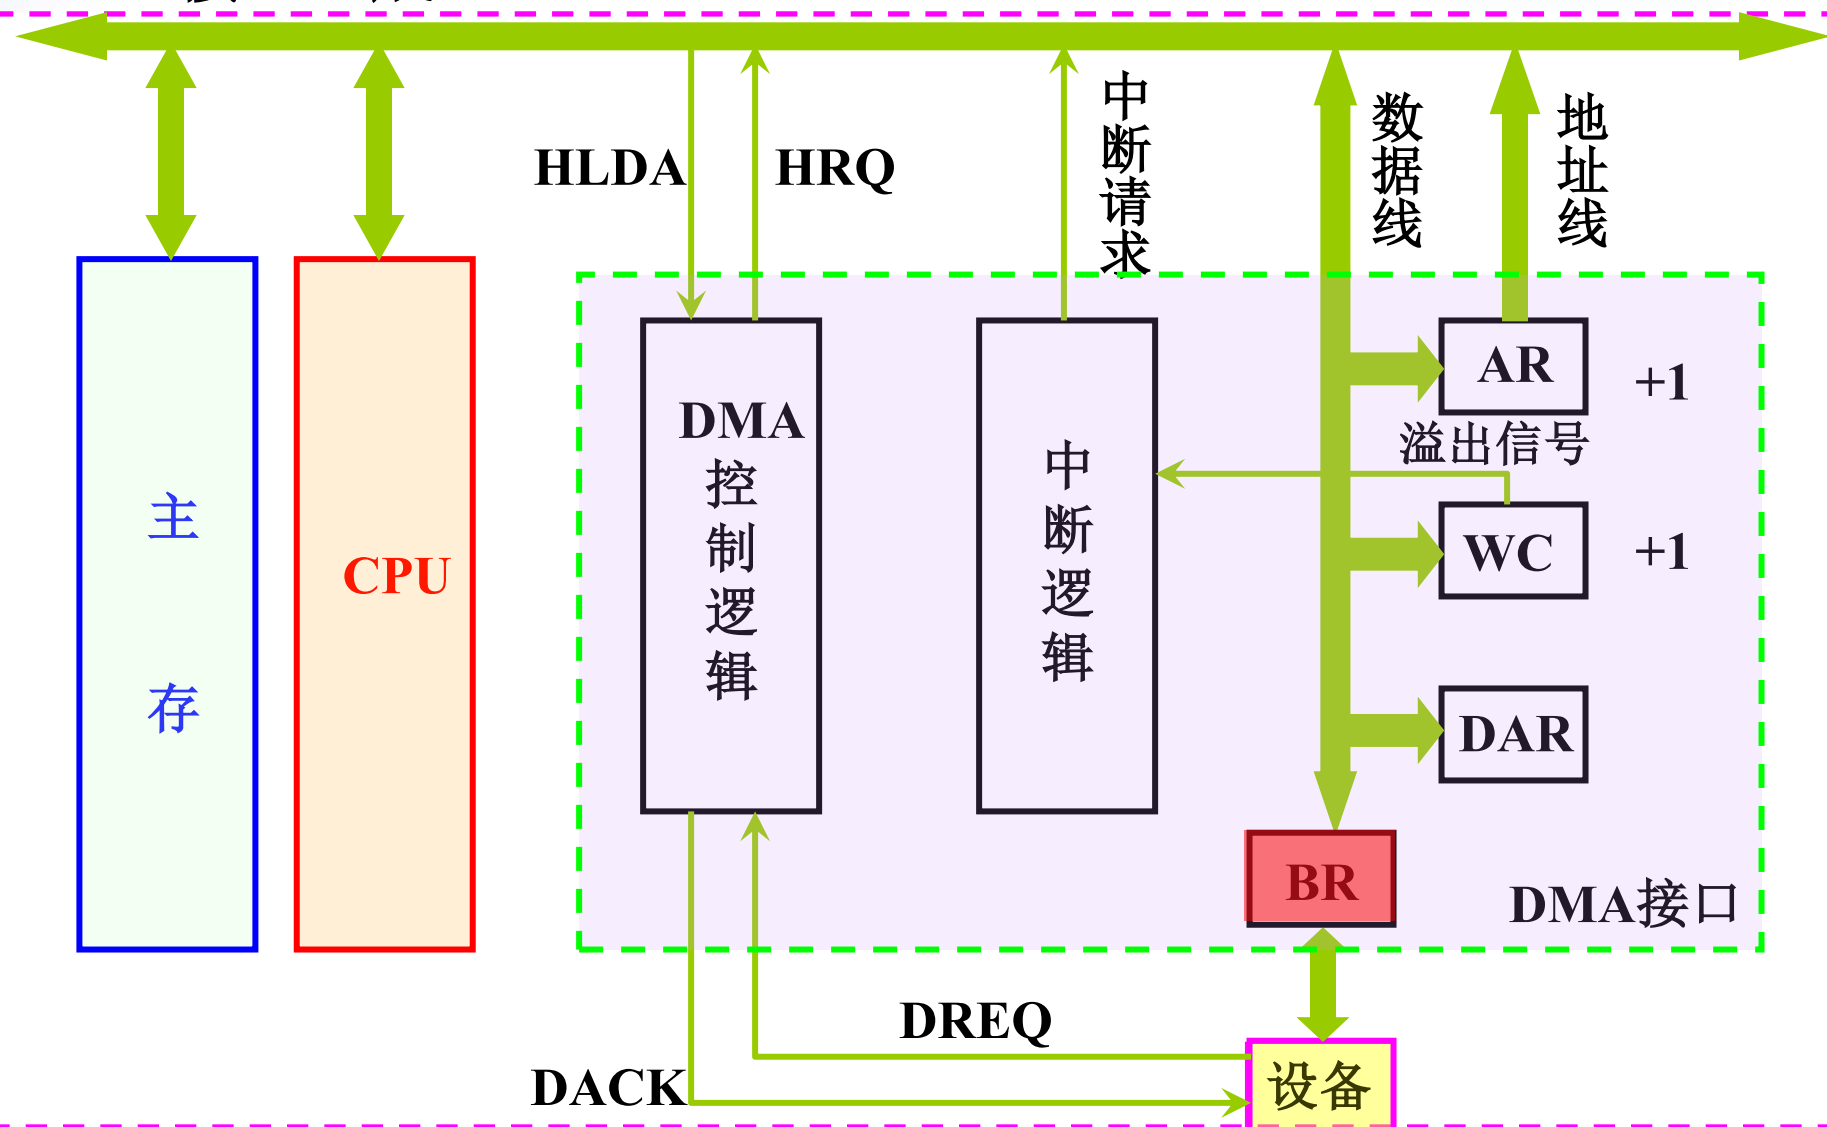 HLDA
HRQ
中断请求
数据线
地址线
主存
CPU
DMA
控制逻辑
中断逻辑
AR
+1
溢出信号
WC
+1
DAR
BR
DMA接口
DREQ
DACK
设备